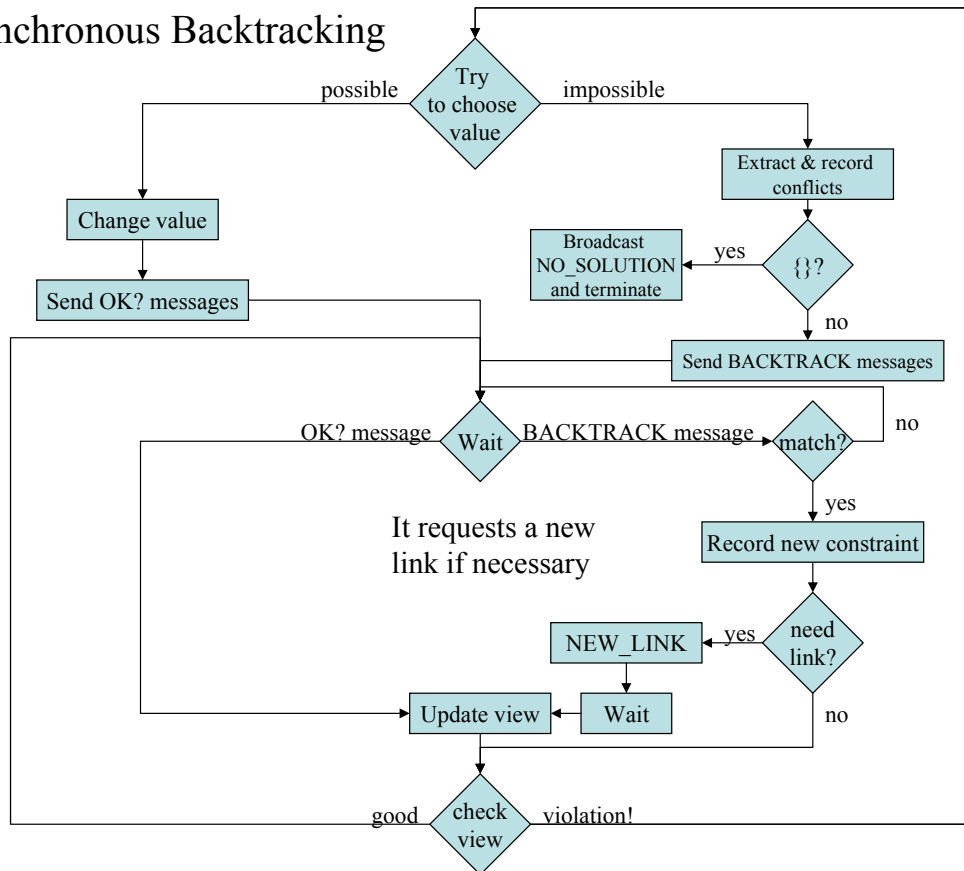 nchronous Backtracking
Try
to choose
value
possible
impossible
Extract & record
conflicts
Change value
Broadcast
NO_SOLUTION
and terminate
yes
{}?
Send OK? messages
no
Send BACKTRACK messages
OK? message
Wait
BACKTRACK message
match?
no
yes
It requests a new
link if necessary
Record new constraint
NEW_LINK
yes
need
link?
Update view
Wait
no
good
check
view
violation!